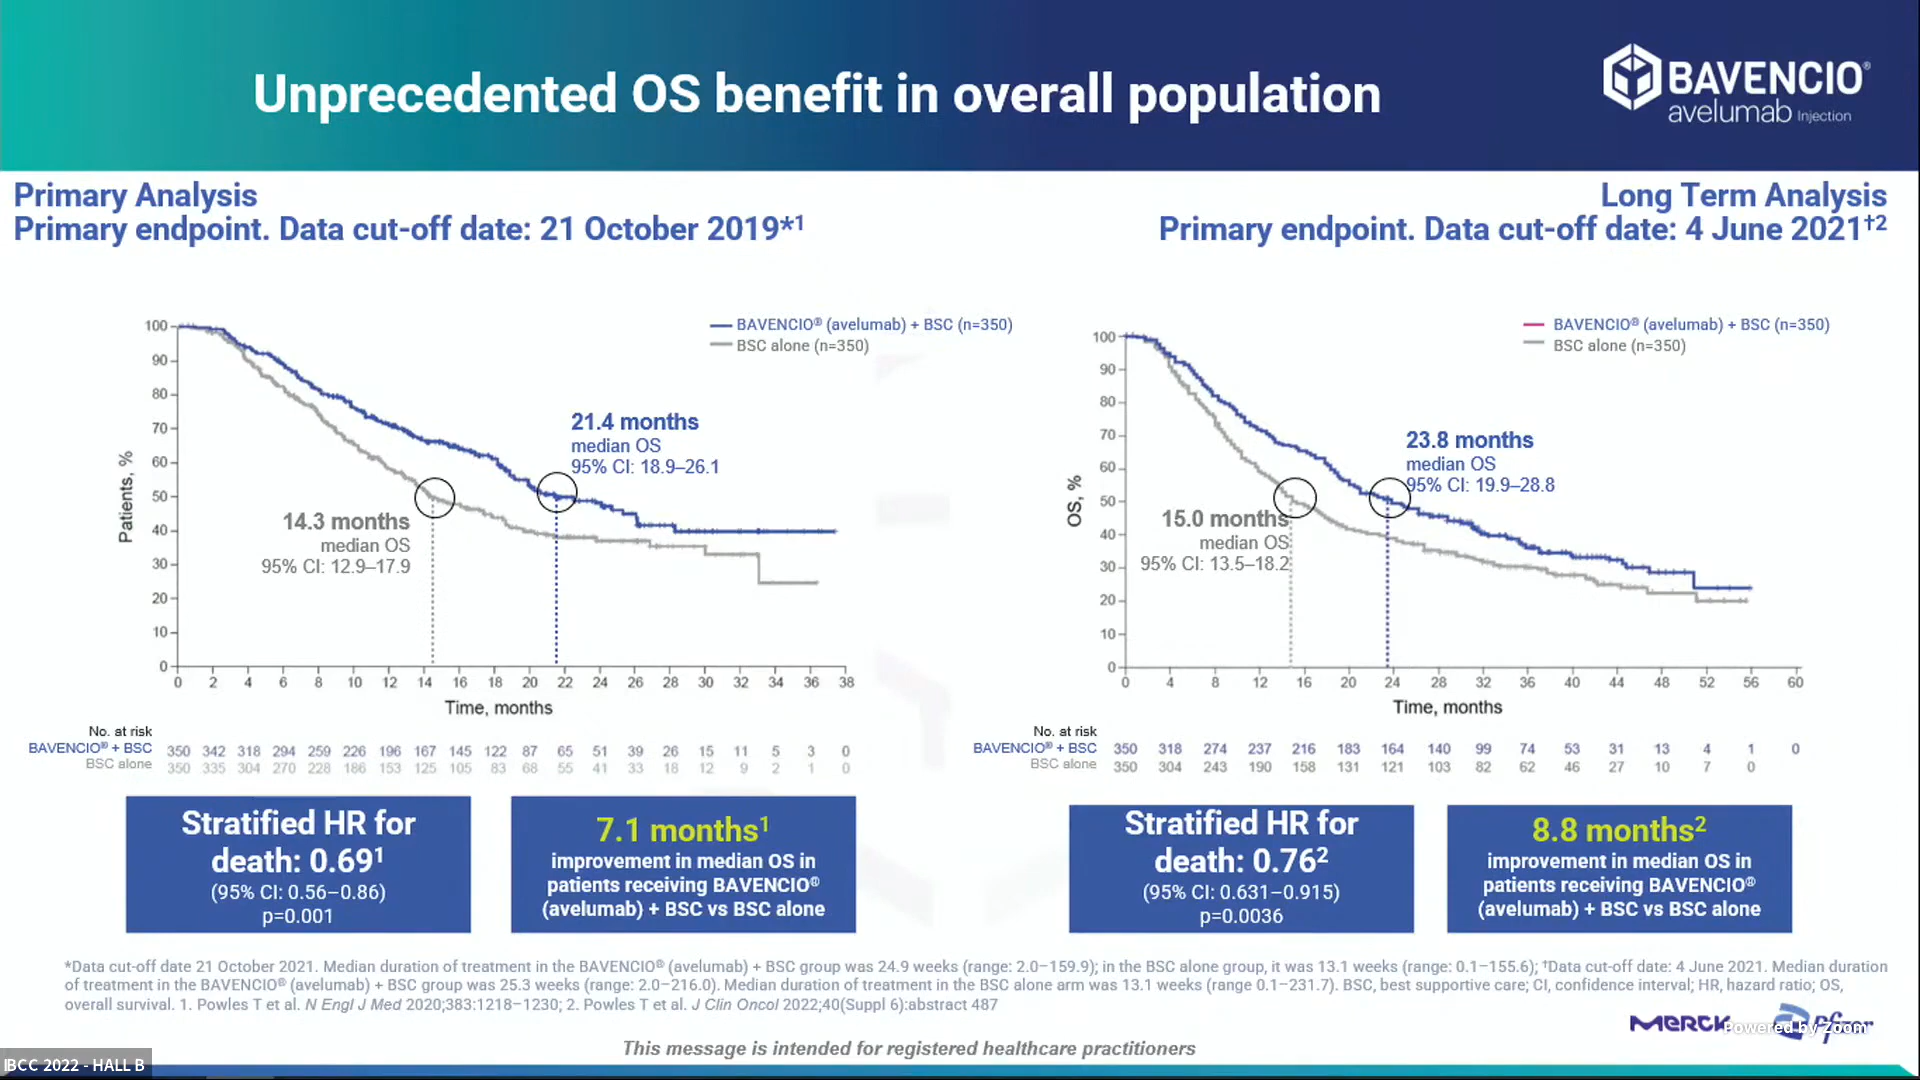 Unprecedented OS benefit in overall population
BAVENCIO®
avelumab Injection
Primary Analysis
Primary endpoint. Data cut-off date: 21 October 2019*1
Long Term Analysis
Primary endpoint. Data cut-off date: 4 June 2021†2
BAVENCIO® (avelumab) + BSC (n=350)
BSC alone (n=350)
Patients, %
100
90
80
70
60
50
40
30
20
10
0
21.4 months
median OS
95% CI: 18.9–26.1
14.3 months
median OS
95% CI: 12.9–17.9
0 2 4 6 8 10 12 14 16 18 20 22 24 26 28 30 32 34 36 38
Time, months
No. at risk
BAVENCIO® + BSC 350 342 318 294 259 226 196 167 145 122 87 65 51 39 26 15 11 5 3 0
BSC alone 350 335 304 270 228 186 153 125 105 83 68 55 41 33 18 12 9 2 1 0
BAVENCIO® (avelumab) + BSC (n=350)
BSC alone (n=350)
OS, %
100
90
80
70
60
50
40
30
20
10
0
23.8 months
median OS
95% CI: 19.9–28.8
15.0 months
median OS
95% CI: 13.5–18.2
0 4 8 12 16 20 24 28 32 36 40 44 48 52 56 60
Time, months
No. at risk
BAVENCIO® + BSC 350 318 274 237 216 183 164 140 99 74 53 31 13 4 1 0
BSC alone 350 304 243 190 158 131 121 103 82 62 46 27 10 7 0
Stratified HR for
death: 0.69¹
(95% CI: 0.56–0.86)
p=0.001
7.1 months¹
improvement in median OS in
patients receiving BAVENCIO®
(avelumab) + BSC vs BSC alone
Stratified HR for
death: 0.76²
(95% CI: 0.631–0.915)
p=0.0036
8.8 months²
improvement in median OS in
patients receiving BAVENCIO®
(avelumab) + BSC vs BSC alone
*Data cut-off date 21 October 2021. Median duration of treatment in the BAVENCIO® (avelumab) + BSC group was 24.9 weeks (range: 2.0–159.9); in the BSC alone group, it was 13.1 weeks (range: 0.1–155.6); †Data cut-off date: 4 June 2021. Median duration
of treatment in the BAVENCIO® (avelumab) + BSC group was 25.3 weeks (range: 2.0–216.0). Median duration of treatment in the BSC alone arm was 13.1 weeks (range 0.1–231.7). BSC, best supportive care; CI, confidence interval; HR, hazard ratio; OS,
overall survival. 1. Powles T et al. N Engl J Med 2020;383:1218–1230; 2. Powles T et al. J Clin Oncol 2022;40(Suppl 6):abstract 487
MERCK
Pfizer
Powered by Zoom
This message is intended for registered healthcare practitioners
IBCC 2022 - HALL B